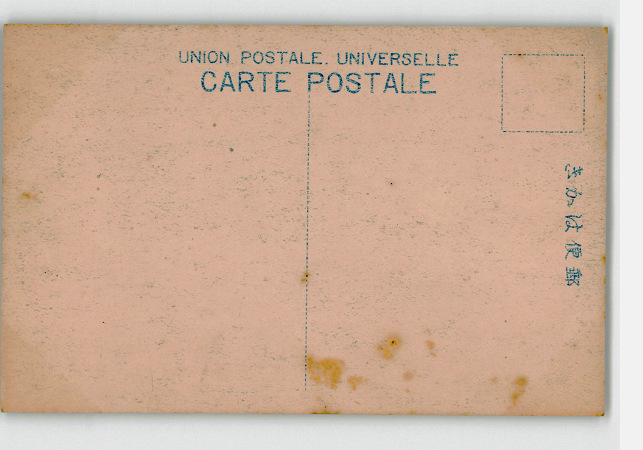 UNION POSTALE. UNIVERSELLE
CARTE POSTALE
郵便はかき